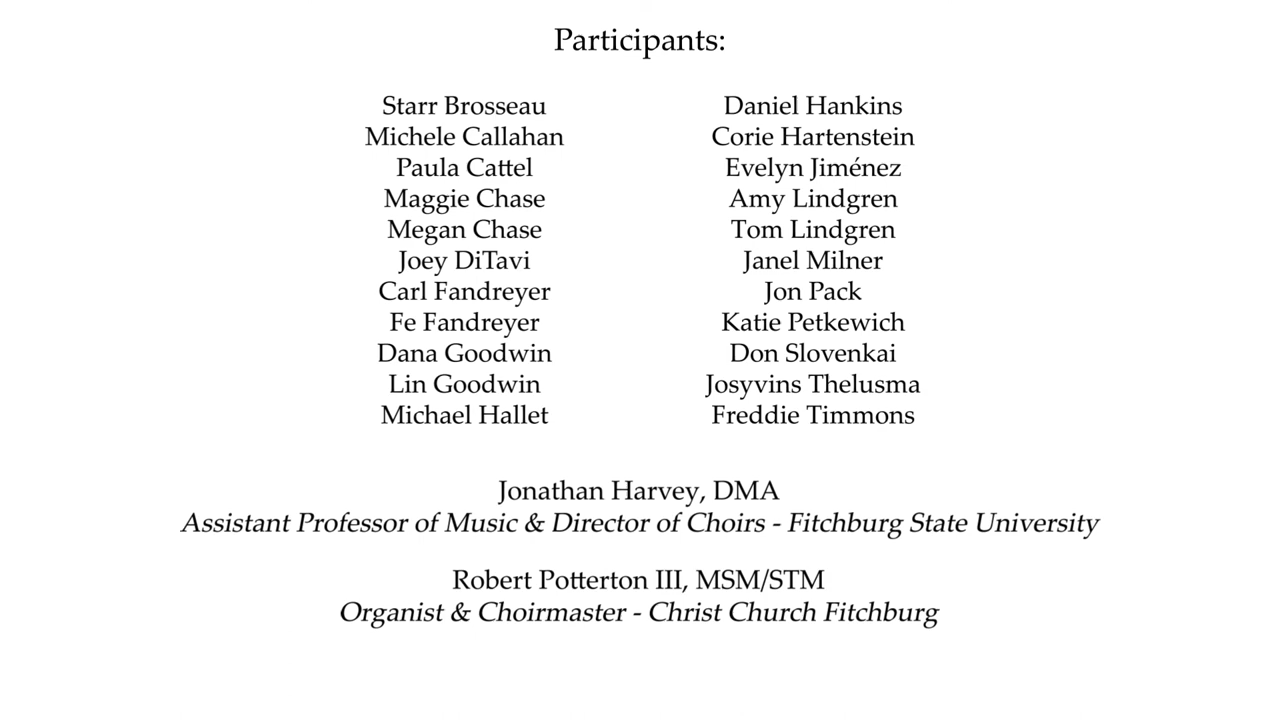 Participants:
Starr Brosseau
Michele Callahan
Paula Cattel
Maggie Chase
Megan Chase
Joey DiTavi
Carl Fandreyer
Fe Fandreyer
Dana Goodwin
Lin Goodwin
Michael Hallet
Daniel Hankins
Corie Hartenstein
Evelyn Jiménez
Amy Lindgren
Tom Lindgren
Janel Milner
Jon Pack
Katie Petkewich
Don Slovenkai
Josyvins Thelusma
Freddie Timmons
Jonathan Harvey, DMA
Assistant Professor of Music & Director of Choirs - Fitchburg State University
Robert Potterton III, MSM/STM
Organist & Choirmaster - Christ Church Fitchburg